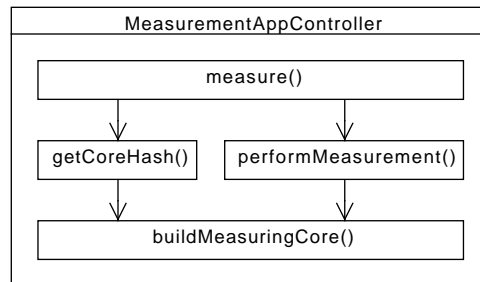 MeasurementAppController
measure()
getCoreHash()
performMeasurement()
buildMeasuringCore()